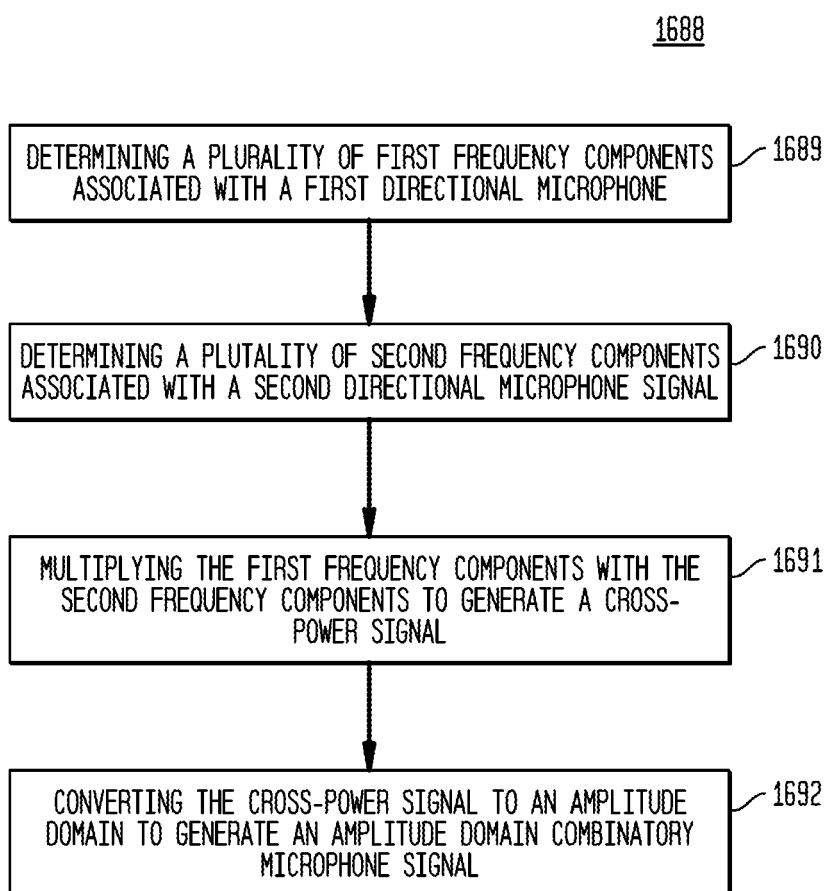 1688
DETERMINING A PLURALITY OF FIRST FREQUENCY COMPONENTS
ASSOCIATED WITH A FIRST DIRECTIONAL MICROPHONE
1689
DETERMINING A PLUTALITY OF SECOND FREQUENCY COMPONENTS
ASSOCIATED WITH A SECOND DIRECTIONAL MICROPHONE SIGNAL
1690
MULTIPLYING THE FIRST FREQUENCY COMPONENTS WITH THE
SECOND FREQUENCY COMPONENTS TO GENERATE A CROSS-
POWER SIGNAL
1691
CONVERTING THE CROSS-POWER SIGNAL TO AN AMPLITUDE
DOMAIN TO GENERATE AN AMPLITUDE DOMAIN COMBINATORY
MICROPHONE SIGNAL
1692